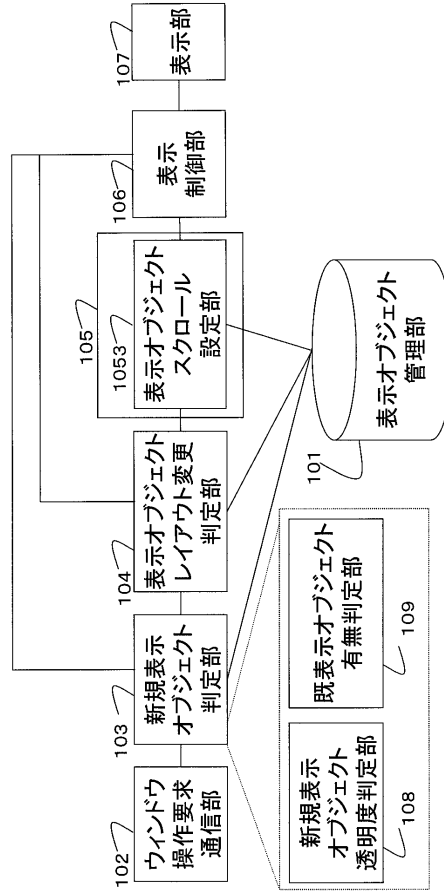 102
ウィンドウ
操作要求
通信部
103
新規表示
オブジェクト
判定部
104
表示オブジェクト
レイアウト変更
判定部
105
1053
表示オブジェクト
スクロール
設定部
106
表示
制御部
107
表示部
108
新規表示
オブジェクト
透明度判定部
109
既表示オブジェクト
有無判定部
101
表示オブジェクト
管理部